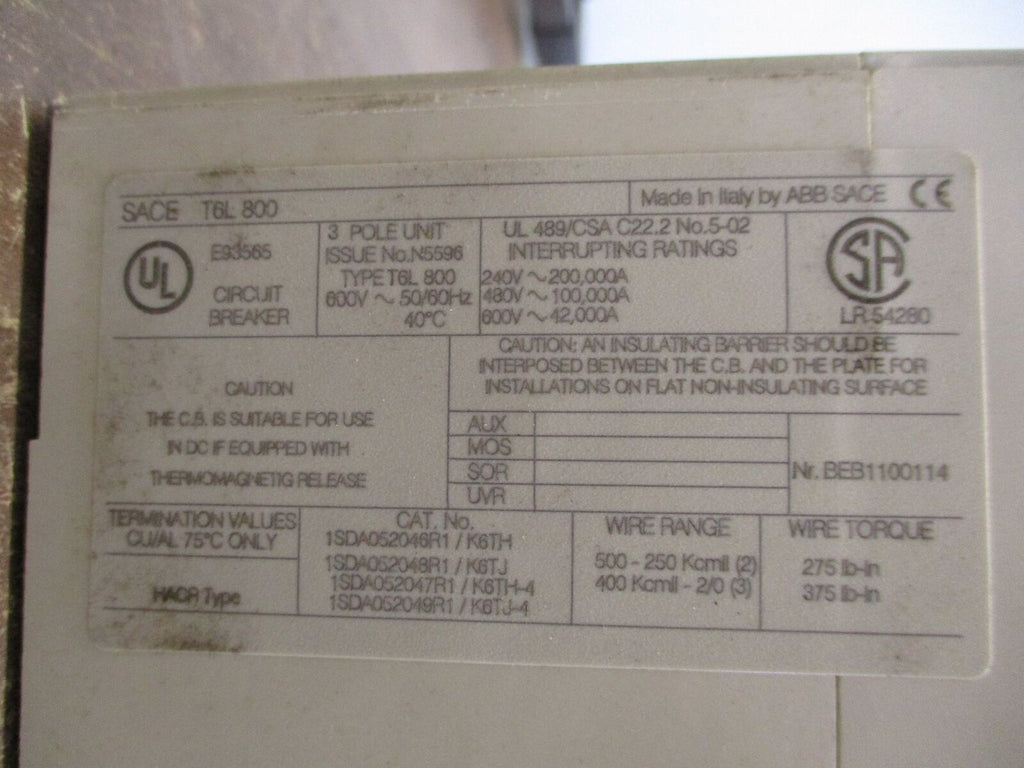 SACE T6L 800
Made in Italy by ABB SACE CE
UL
E93565
CIRCUIT
BREAKER
3 POLE UNIT
ISSUE No.N5596
TYPE T6L 800
600V ~ 50/60Hz
40°C
UL 489/CSA C22.2 No.5-02
INTERRUPTING RATINGS
240V ~ 200,000A
480V ~ 100,000A
600V ~ 42,000A
SA
LR 54280
CAUTION
THE C.B. IS SUITABLE FOR USE
IN DC IF EQUIPPED WITH
THERMOMAGNETIG RELEASE
CAUTION: AN INSULATING BARRIER SHOULD BE
INTERPOSED BETWEEN THE C.B. AND THE PLATE FOR
INSTALLATIONS ON FLAT NON-INSULATING SURFACE
AUX
MOS
SOR
UVR
Nr. BEB1100114
TERMINATION VALUES
CU/AL 75°C ONLY
HACR Type
CAT. No.
1SDA052046R1 / K6TH
1SDA052048R1 / K6TJ
1SDA052047R1 / K6TH-4
1SDA052049R1 / K6TJ-4
WIRE RANGE
500 - 250 Kcmil (2)
400 Kcmil - 2/0 (3)
WIRE TORQUE
275 lb-in
375 lb-in